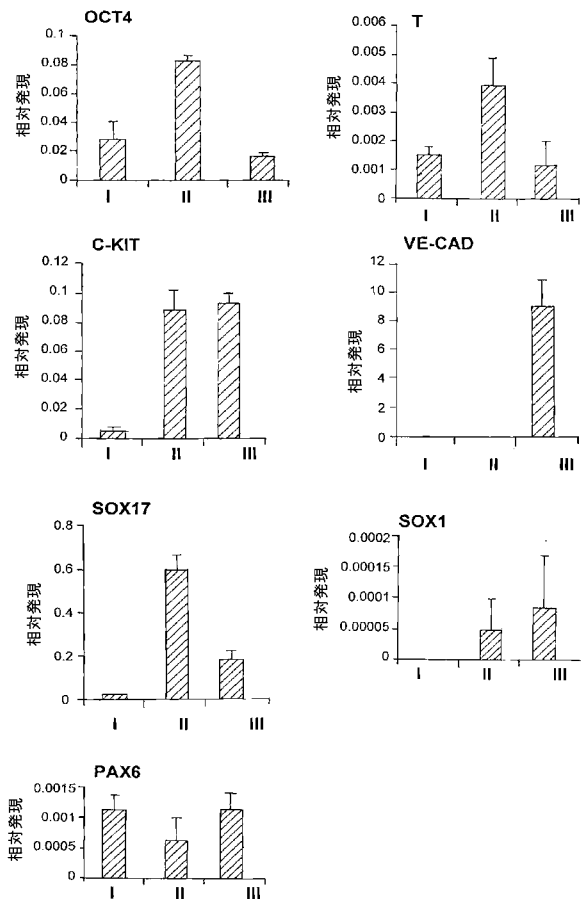 OCT4
相対発現
0.1
0.08
0.06
0.04
0.02
0
I
II
III
T
相対発現
0.006
0.005
0.004
0.003
0.002
0.001
0
I
II
III
C-KIT
相対発現
0.12
0.1
0.08
0.06
0.04
0.02
0
I
II
III
VE-CAD
相対発現
12
10
8
6
4
2
0
I
II
III
SOX17
相対発現
0.8
0.6
0.4
0.2
0
I
II
III
SOX1
相対発現
0.0002
0.00015
0.0001
0.00005
0
I
II
III
PAX6
相対発現
0.0015
0.001
0.0005
0
I
II
III